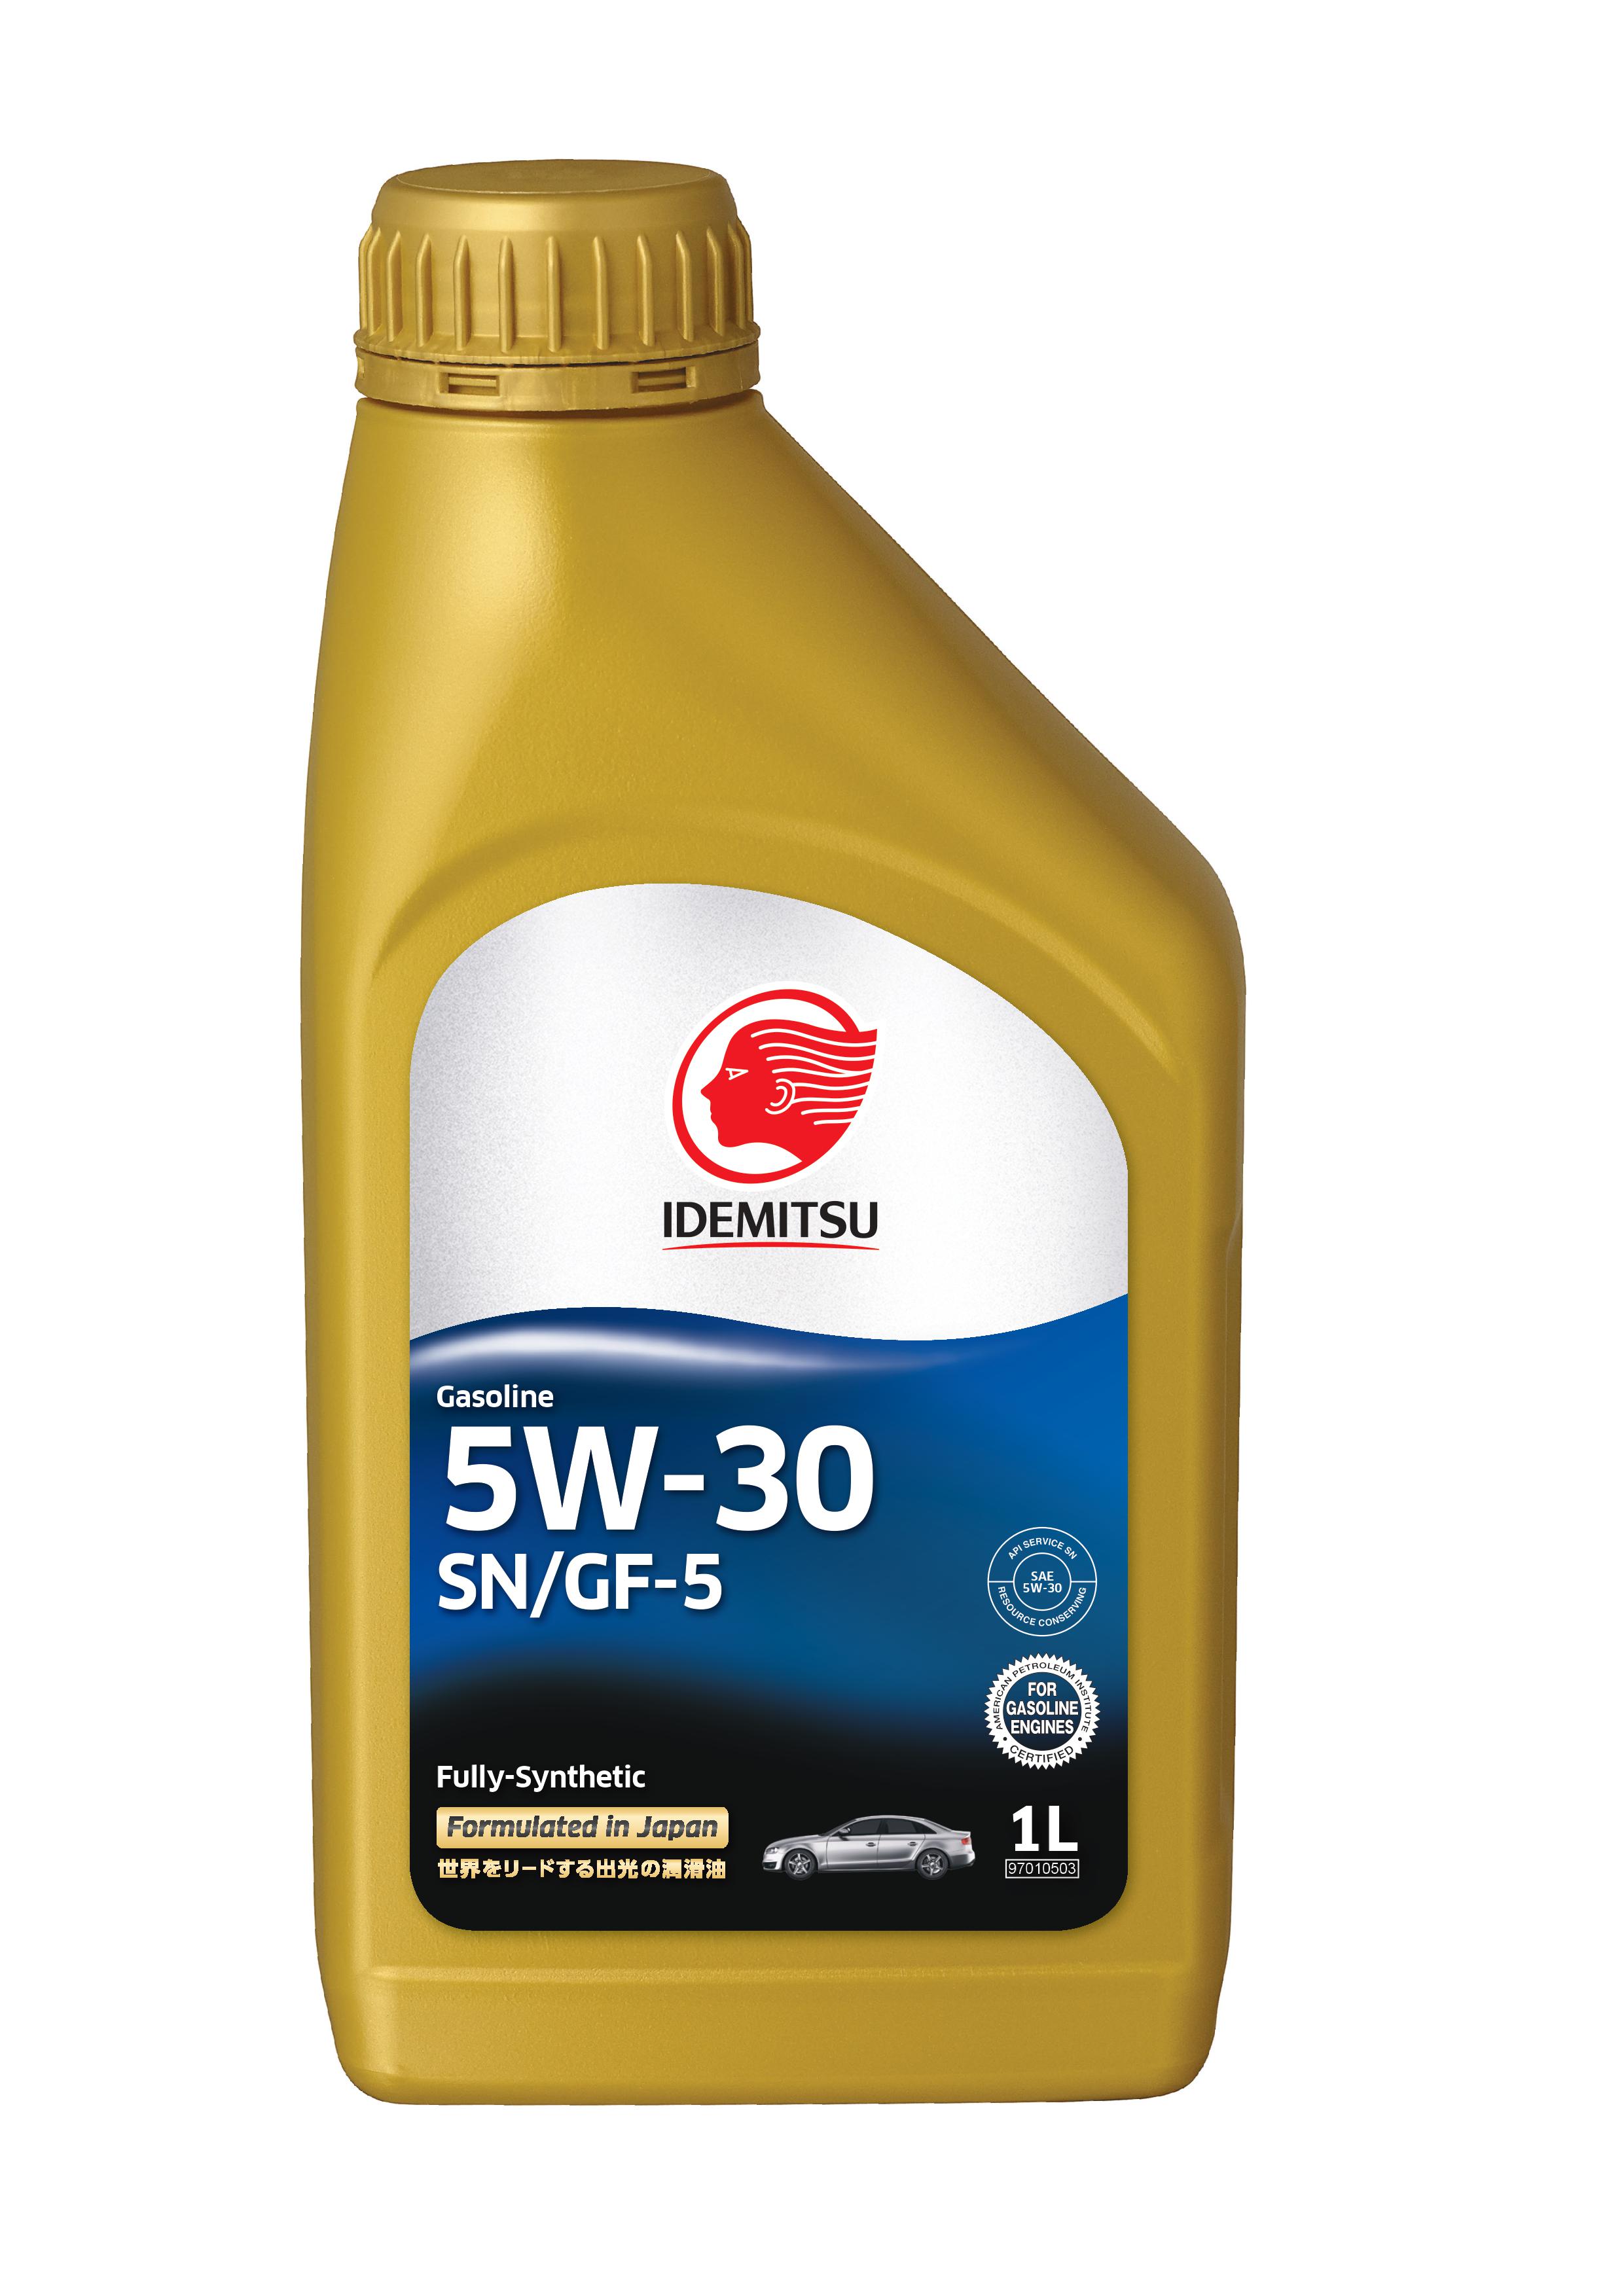 IDEMITSU
Gasoline
5W-30
SN/GF-5
API SERVICE SN
SAE
5W-30
RESOURCE CONSERVING
AMERICAN PETROLEUM INSTITUTE
FOR
GASOLINE
ENGINES
CERTIFIED
Fully-Synthetic
Formulated in Japan
世界をリードする出光の潤滑油
1L
97010503